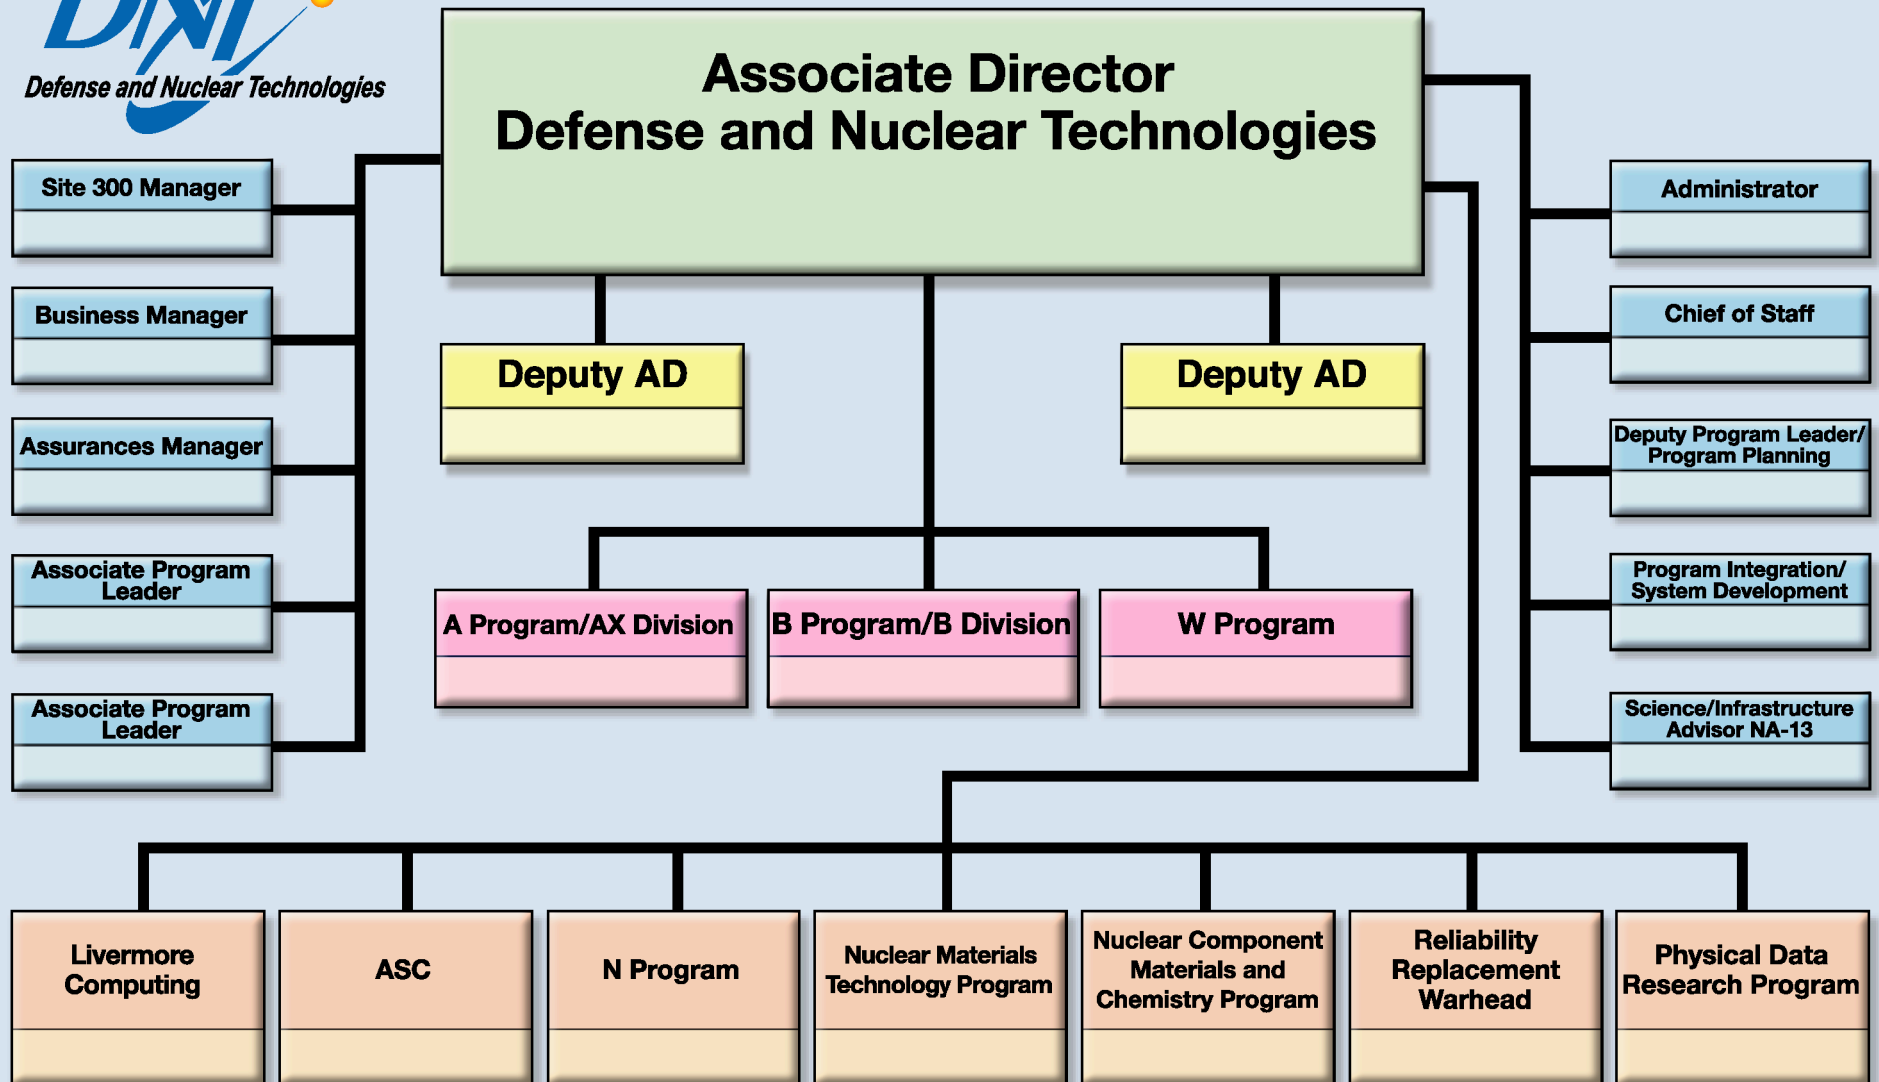 DNT
Defense and Nuclear Technologies
Associate Director
Defense and Nuclear Technologies
Site 300 Manager
Business Manager
Assurances Manager
Associate Program
Leader
Associate Program
Leader
Deputy AD
Deputy AD
A Program/AX Division
B Program/B Division
W Program
Administrator
Chief of Staff
Deputy Program Leader/
Program Planning
Program Integration/
System Development
Science/Infrastructure
Advisor NA-13
Livermore
Computing
ASC
N Program
Nuclear Materials
Technology Program
Nuclear Component
Materials and
Chemistry Program
Reliability
Replacement
Warhead
Physical Data
Research Program